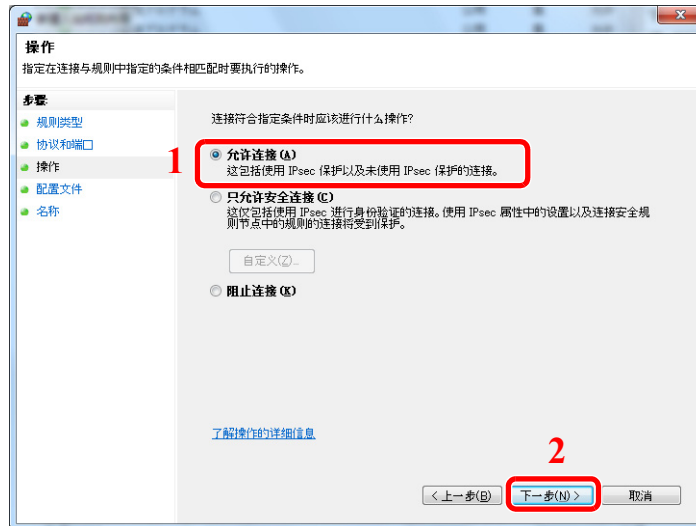 操作
指定在连接与规则中指定的条件相匹配时要执行的操作。
步骤:
规则类型
协议和端口
操作
配置文件
名称
连接符合指定条件时应该进行什么操作?
1
允许连接(A)
这包括使用 IPsec 保护以及未使用 IPsec 保护的连接。
只允许安全连接(C)
这仅包括使用 IPsec 进行身份验证的连接。使用 IPsec 属性中的设置以及连接安全规
则节点中的规则的连接将受到保护。
自定义(Z)...
阻止连接(K)
了解操作的详细信息
2
< 上一步(B)
下一步(N) >
取消